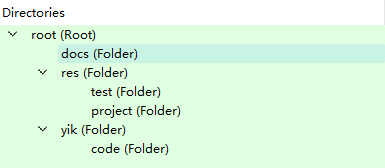 Directories
root (Root)
docs (Folder)
res (Folder)
test (Folder)
project (Folder)
yik (Folder)
code (Folder)